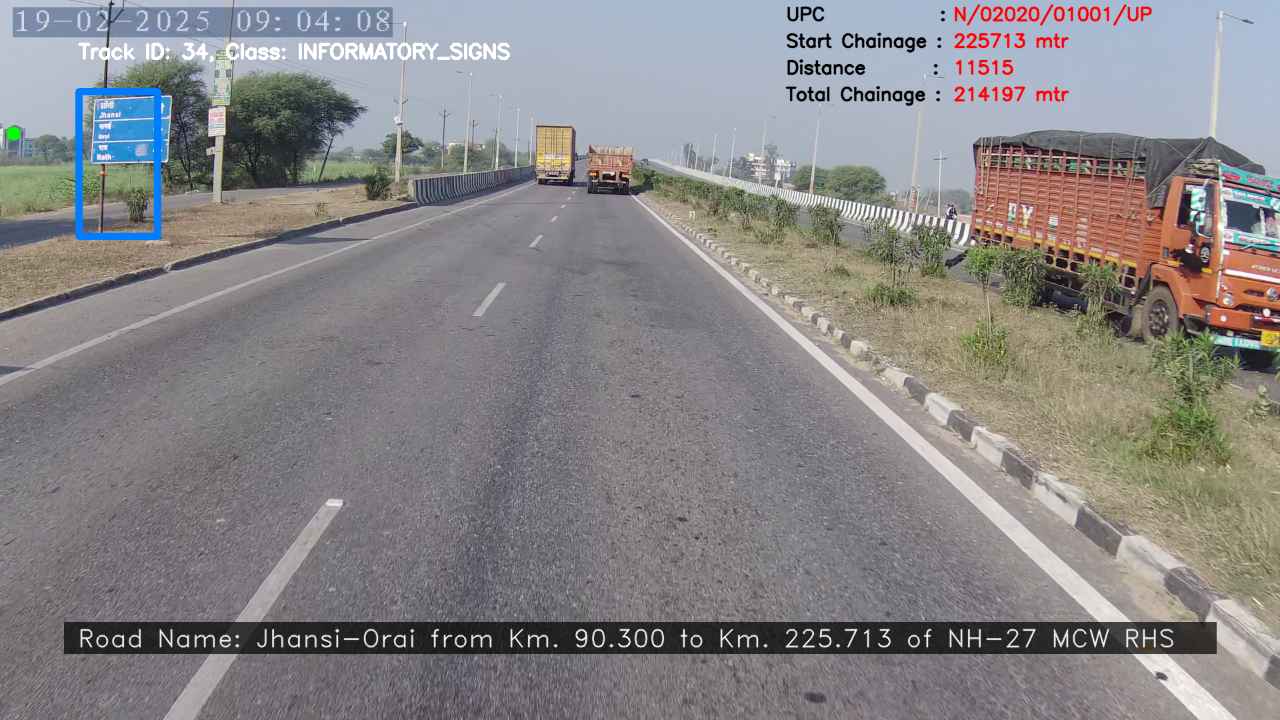 19-02-2025 09:04:08
Track ID: 34, Class: INFORMATORY_SIGNS
UPC : N/02020/01001/UP
Start Chainage : 225713 mtr
Distance : 11515
Total Chainage : 214197 mtr
झाँसी
Jhansi
Rath
Road Name: Jhansi-Orai from Km. 90.300 to Km. 225.713 of NH-27 MCW RHS